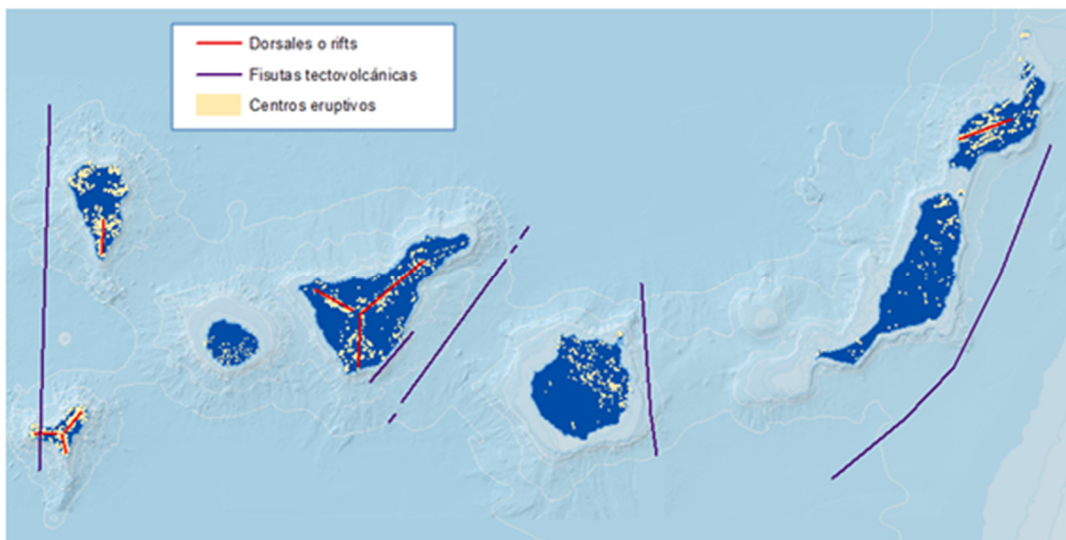 Dorsales o rifts
Fisutas tectovolcánicas
Centros eruptivos